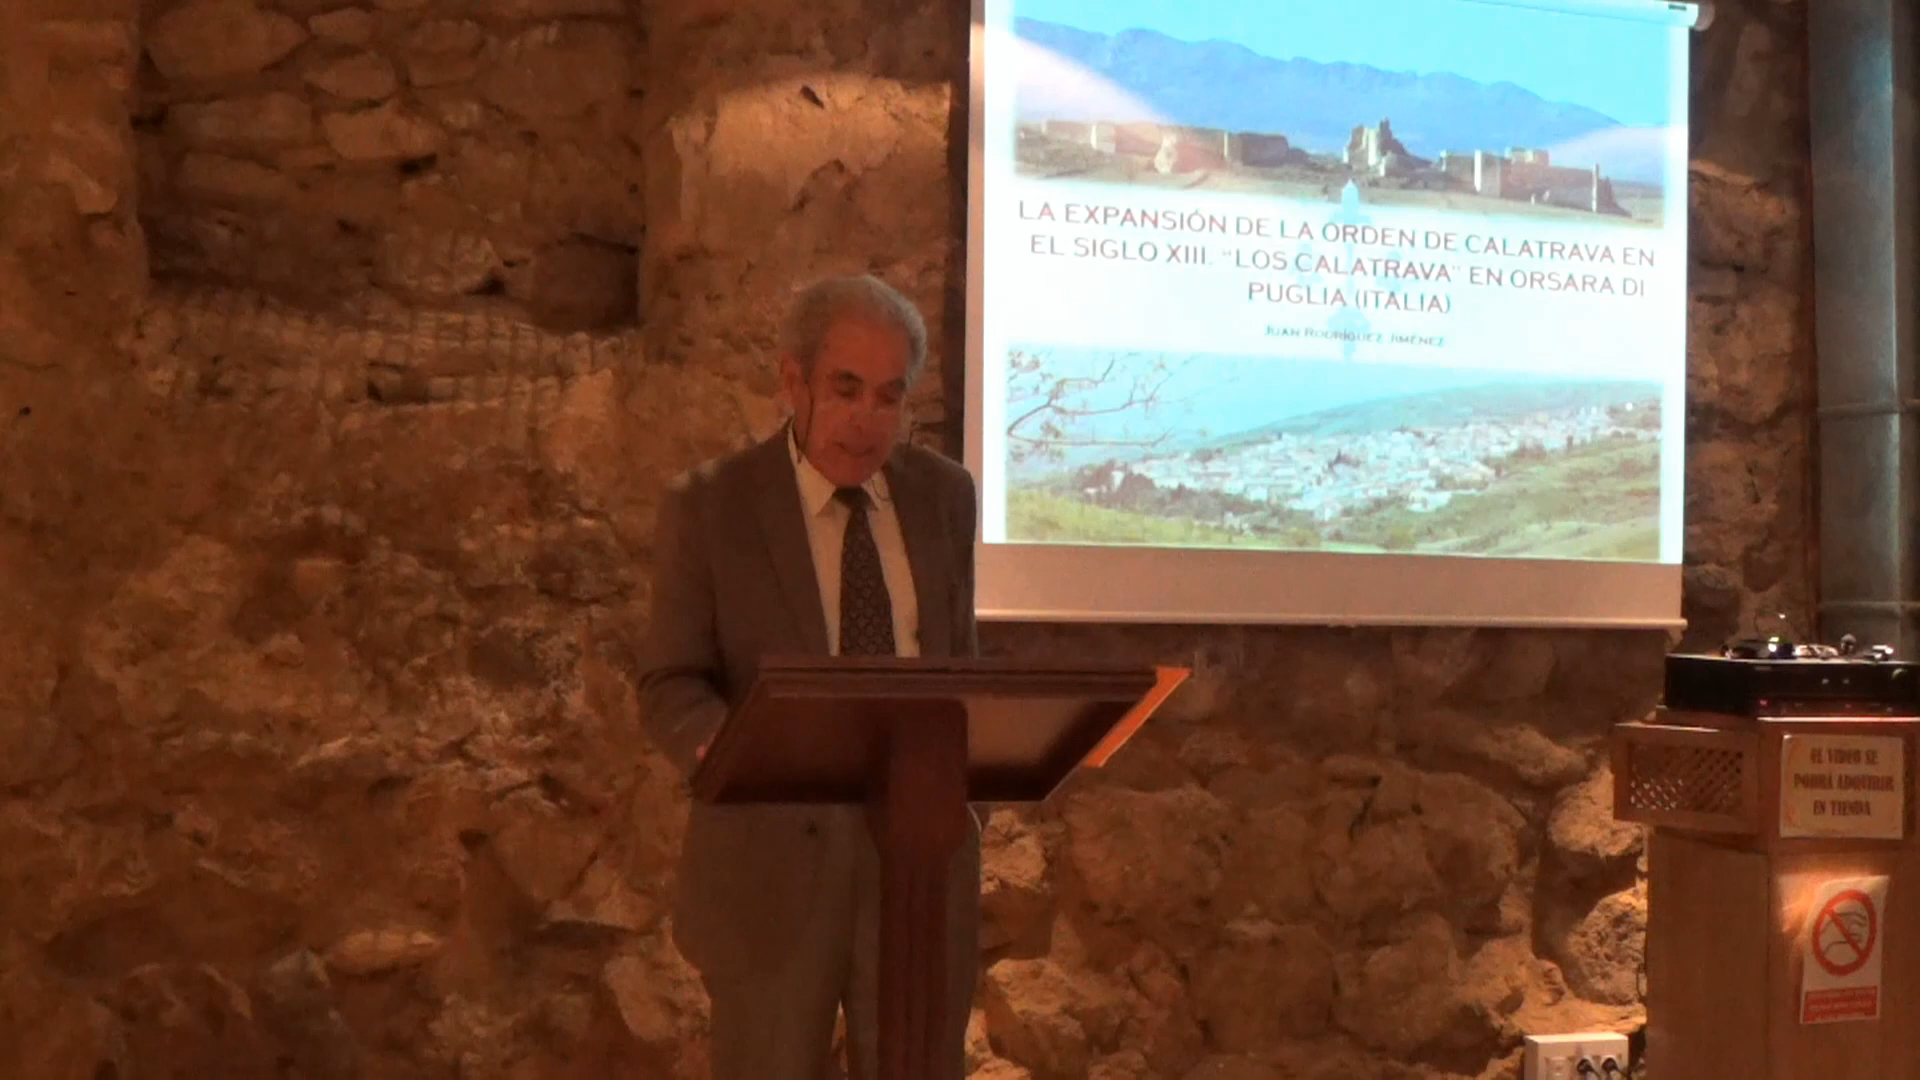 LA EXPANSIÓN DE LA ORDEN DE CALATRAVA EN
EL SIGLO XIII. "LOS CALATRAVA" EN ORSARA DI
PUGLIA (ITALIA)
JUAN RODRÍGUEZ JIMÉNEZ
EL VIDEO SE
PODRÁ ADQUIRIR
EN TIENDA